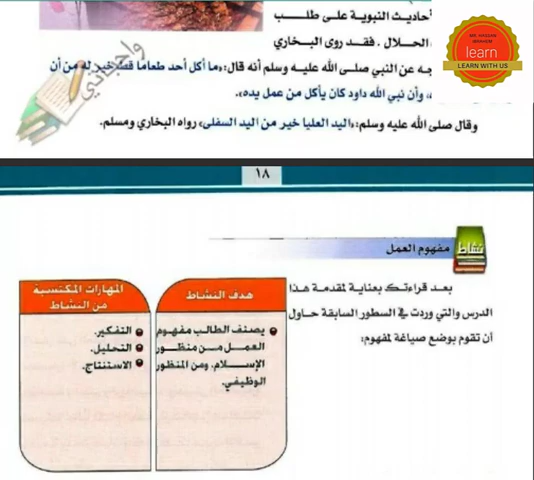 أحاديث النبوية على طلب
الحلال . فقد روى البخاري
عن النبي صلى الله عليه وسلم أنه قال: «ما أكل أحد طعاما قط خير له من أن
، وأن نبي الله داود كان يأكل من عمل يده».
وقال صلى الله عليه وسلم: «اليد العليا خير من اليد السفلى» رواه البخاري ومسلم.
واجباتي
learn
LEARN WITH US
١٨
نشاط
مفهوم العمل
بعد قراءتك بعناية لمقدمة هذا
الدرس والتي وردت في السطور السابقة حاول
أن تقوم بوضع صياغة لمفهوم:
هدف النشاط
يصنف الطالب مفهوم
العمل من منظور
الإسلام، ومن المنظور
الوظيفي.
المهارات المكتسبة
من النشاط
التفكير.
التحليل.
الاستنتاج.